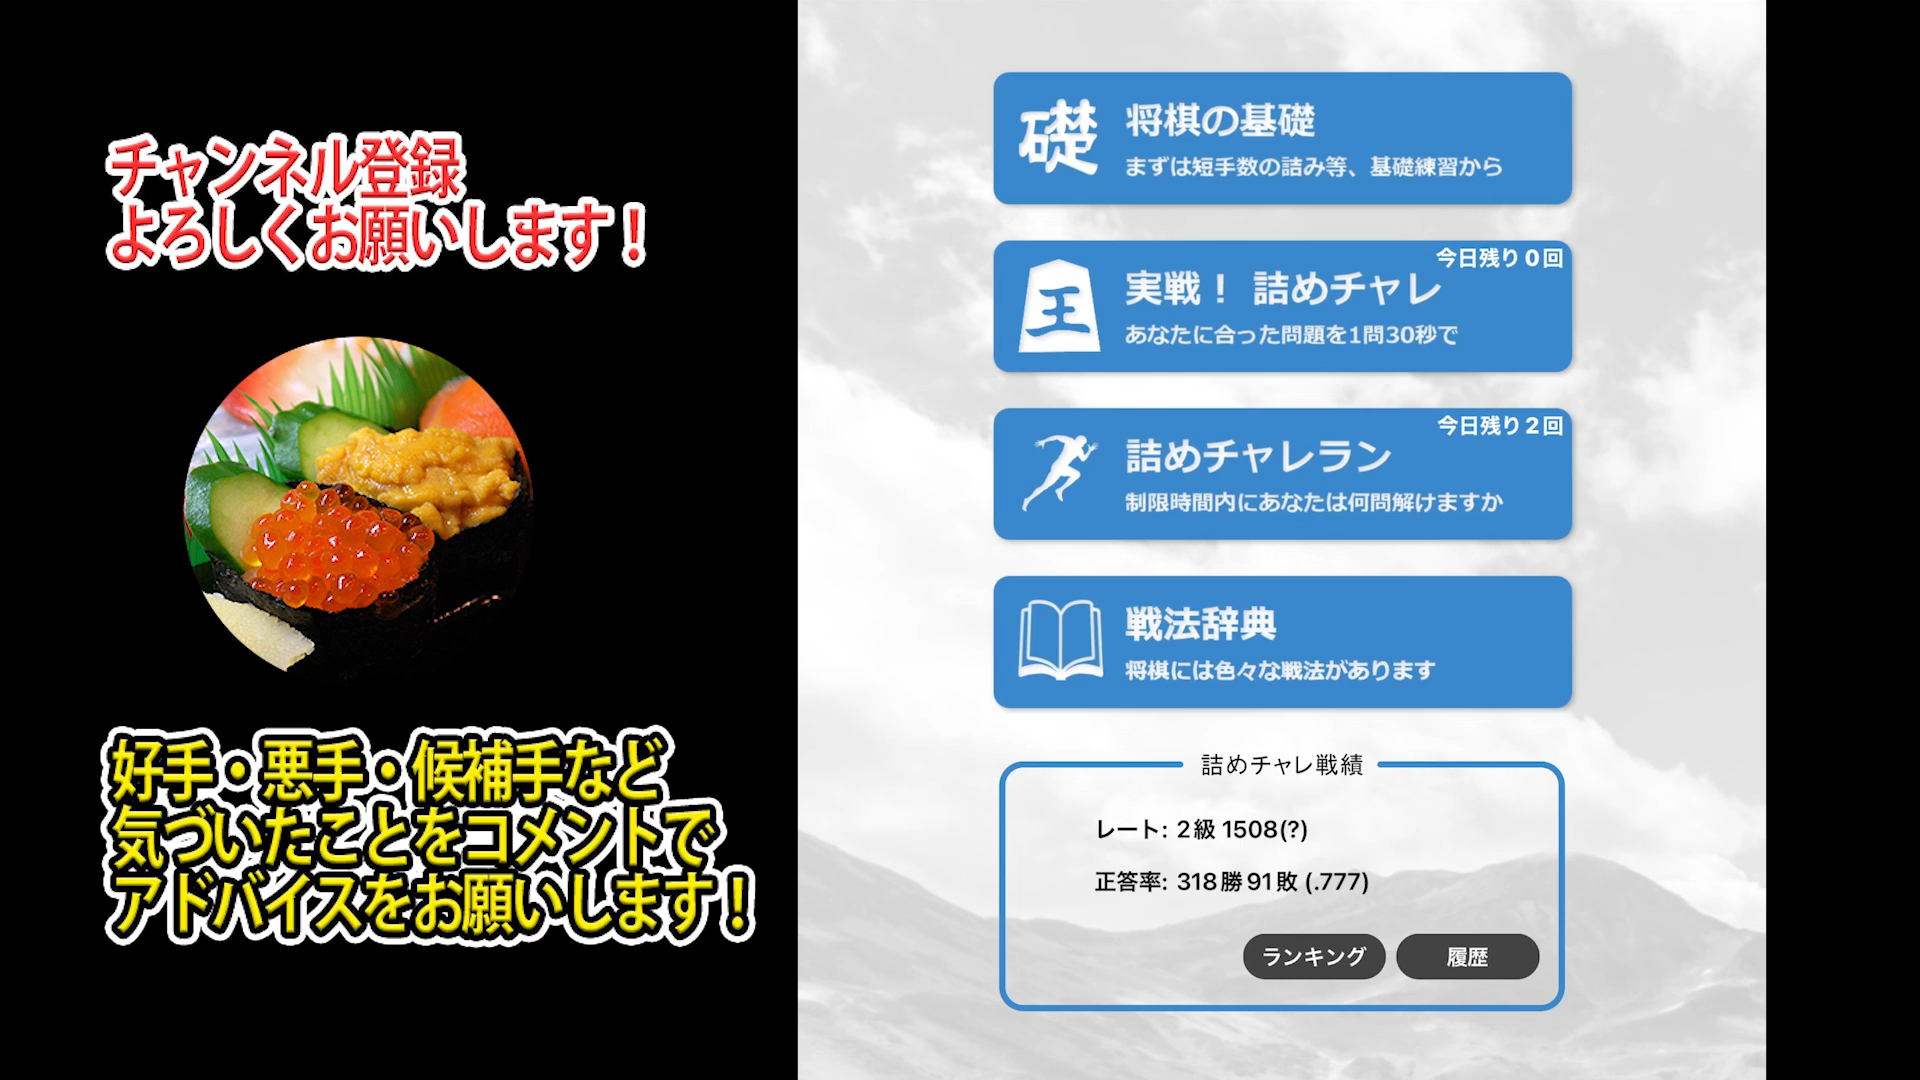 チャンネル登録
よろしくお願いします！
好手・悪手・候補手など
気づいたことをコメントで
アドバイスをお願いします！
礎
将棋の基礎
まずは短手数の詰み等、基礎練習から
今日残り0回
王
実戦！ 詰めチャレ
あなたに合った問題を1問30秒で
今日残り2回
詰めチャレラン
制限時間内にあなたは何問解けますか
戦法辞典
将棋には色々な戦法があります
詰めチャレ戦績
レート: 2級 1508(?)
正答率: 318勝91敗 (.777)
ランキング
履歴